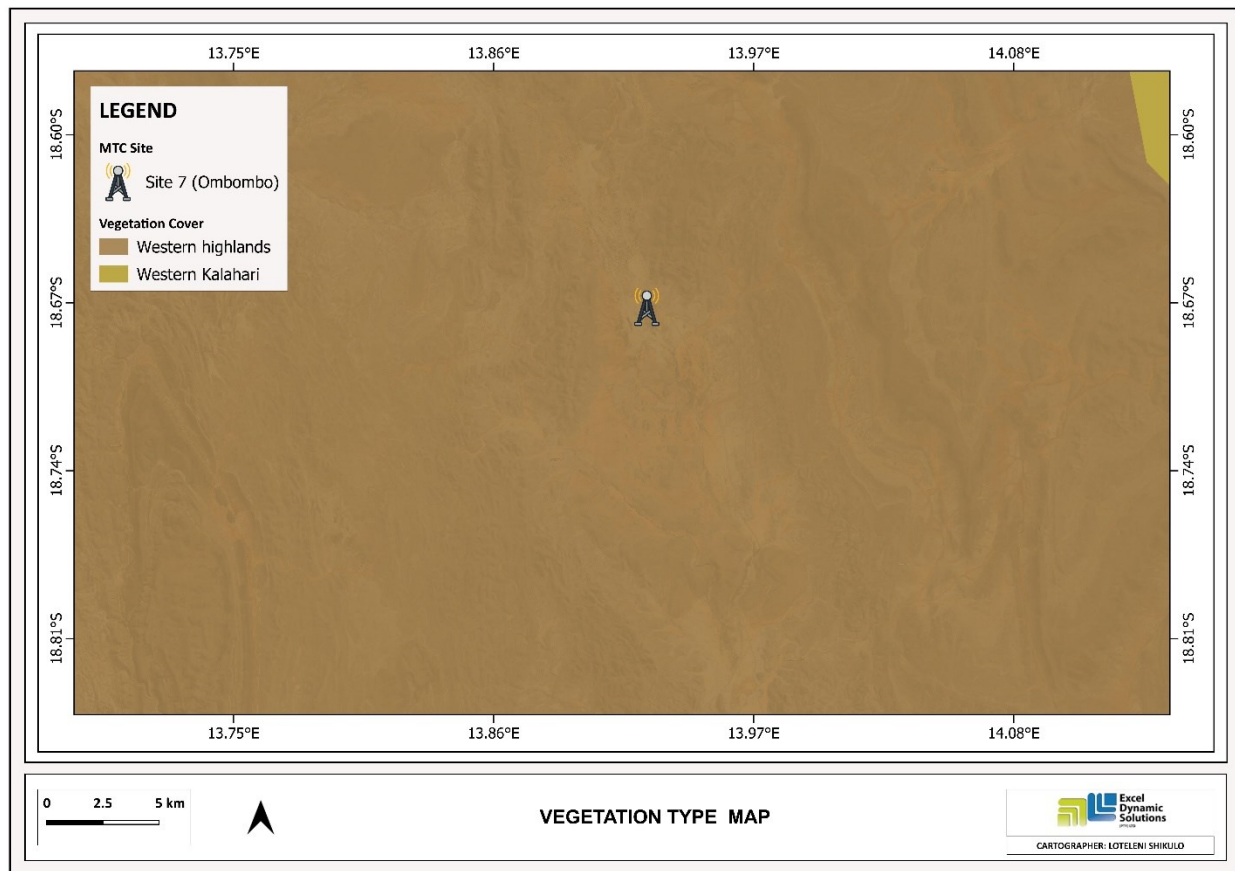 13.75°E 13.86°E 13.97°E 14.08°E
LEGEND
MTC Site
Site 7 (Ombombo)
Vegetation Cover
Western highlands
Western Kalahari
18.60°S 18.60°S
18.67°S 18.67°S
18.74°S 18.74°S
18.81°S 18.81°S
13.75°E 13.86°E 13.97°E 14.08°E
0 2.5 5 km
VEGETATION TYPE MAP
Excel
Dynamic
Solutions
CARTOGRAPHER: LOTELENI SHIKULO